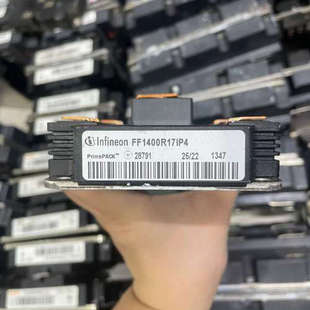 Infineon FF1400R17IP4
PrimePACK™ 28791 25/22 1347